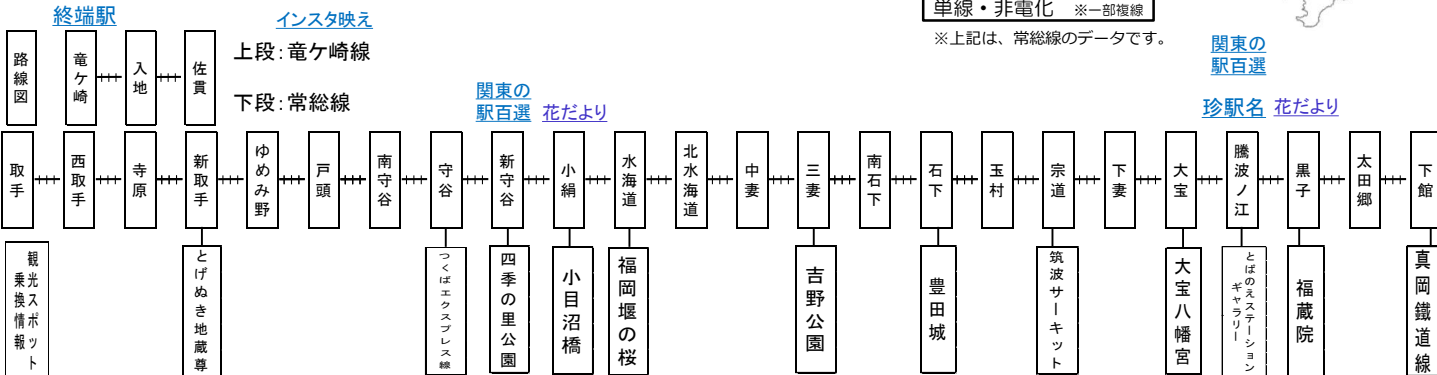 単線・非電化 ※一部複線
※上記は、常総線のデータです。
終端駅
インスタ映え
路線図
竜ケ崎
入地
佐貫
上段：竜ケ崎線
下段：常総線
関東の
駅百選
花だより
関東の
駅百選
珍駅名
花だより
取手
西取手
寺原
新取手
ゆめみ野
戸頭
南守谷
守谷
新守谷
小絹
水海道
北水海道
中妻
三妻
南石下
石下
玉村
宗道
下妻
大宝
騰波ノ江
黒子
太田郷
下館
観光スポット
乗換情報
とげぬき地蔵尊
つくばエクスプレス線
四季の里公園
小目沼橋
福岡堰の桜
吉野公園
豊田城
筑波サーキット
大宝八幡宮
とばのえステーション
ギャラリー
福蔵院
真岡鐵道線